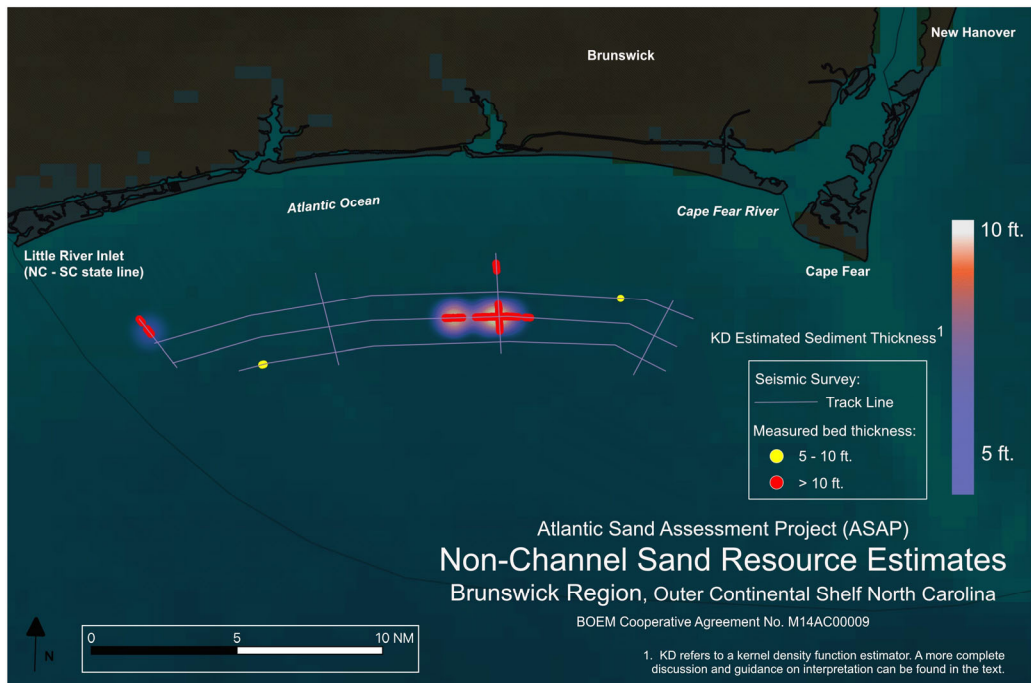 New Hanover
Brunswick
Atlantic Ocean
Cape Fear River
Little River Inlet
(NC - SC state line)
Cape Fear
10 ft.
KD Estimated Sediment Thickness 1
Seismic Survey:
Track Line
Measured bed thickness:
5 - 10 ft.
> 10 ft.
5 ft.
Atlantic Sand Assessment Project (ASAP)
Non-Channel Sand Resource Estimates
Brunswick Region, Outer Continental Shelf North Carolina
BOEM Cooperative Agreement No. M14AC00009
N
0 5 10 NM
1. KD refers to a kernel density function estimator. A more complete
discussion and guidance on interpretation can be found in the text.